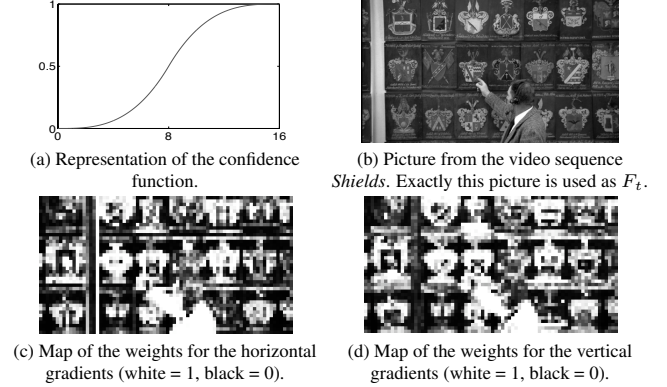 1
0.5
0
0
8
16
(a) Representation of the confidence
function.
(b) Picture from the video sequence
Shields. Exactly this picture is used as F_t.
(c) Map of the weights for the horizontal
gradients (white = 1, black = 0).
(d) Map of the weights for the vertical
gradients (white = 1, black = 0).